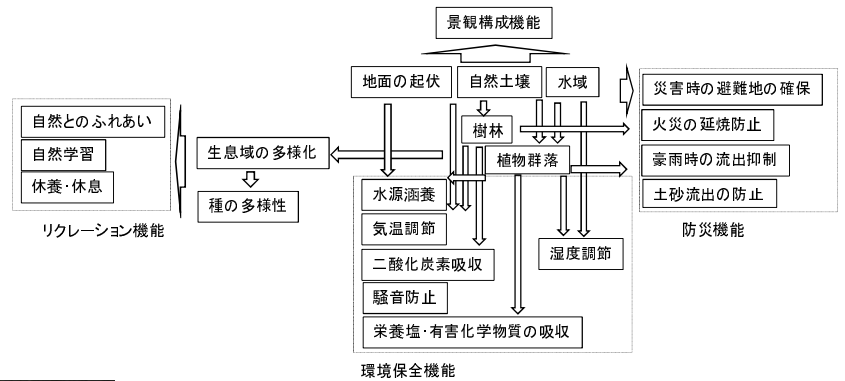 景観構成機能
地面の起伏
自然土壌
水域
災害時の避難地の確保
自然とのふれあい
火災の延焼防止
樹林
自然学習
生息域の多様化
植物群落
豪雨時の流出抑制
休養・休息
水源涵養
土砂流出の防止
種の多様性
リクレーション機能
気温調節
防災機能
湿度調節
二酸化炭素吸収
騒音防止
栄養塩・有害化学物質の吸収
環境保全機能